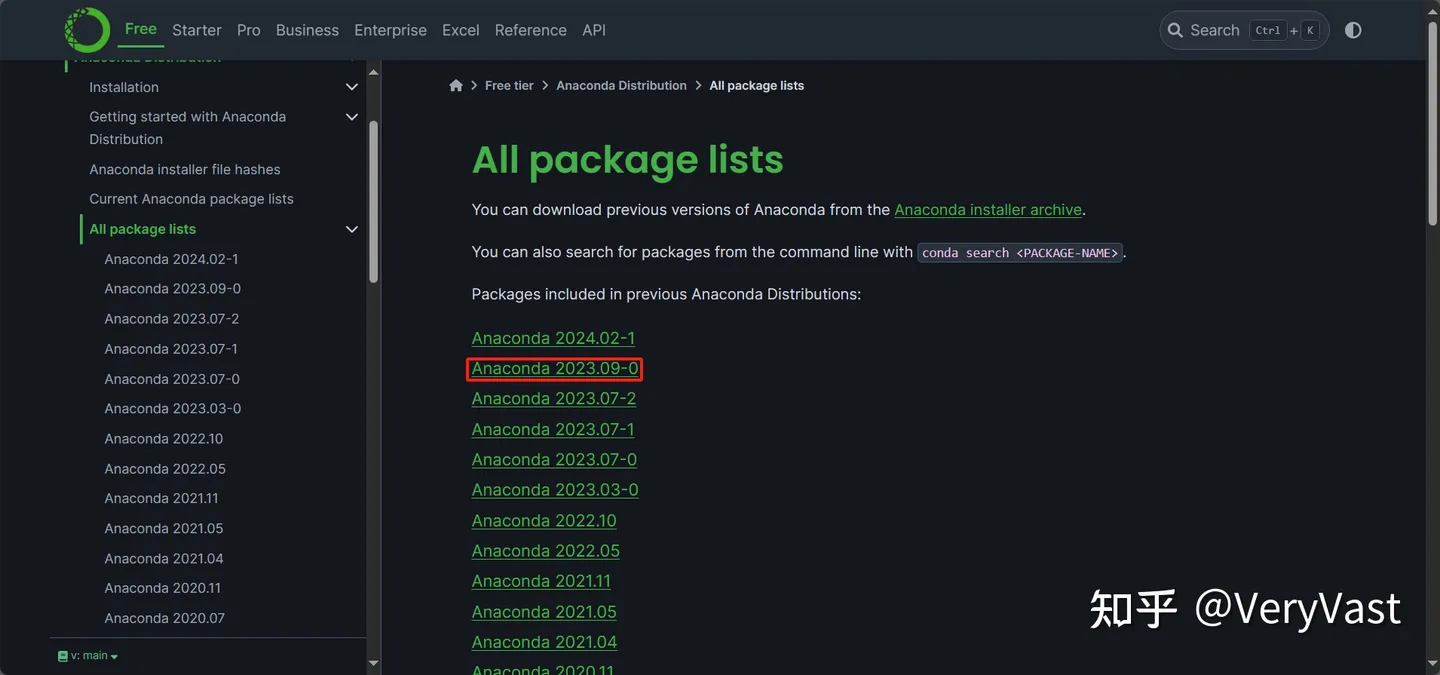 Free Starter Pro Business Enterprise Excel Reference API Search Ctrl + K
Anaconda Distribution
Installation
Getting started with Anaconda
Distribution
Anaconda installer file hashes
Current Anaconda package lists
All package lists
Anaconda 2024.02-1
Anaconda 2023.09-0
Anaconda 2023.07-2
Anaconda 2023.07-1
Anaconda 2023.07-0
Anaconda 2023.03-0
Anaconda 2022.10
Anaconda 2022.05
Anaconda 2021.11
Anaconda 2021.05
Anaconda 2021.04
Anaconda 2020.11
Anaconda 2020.07
v: main
Free tier > Anaconda Distribution > All package lists
All package lists
You can download previous versions of Anaconda from the Anaconda installer archive.
You can also search for packages from the command line with conda search <PACKAGE-NAME>.
Packages included in previous Anaconda Distributions:
Anaconda 2024.02-1
Anaconda 2023.09-0
Anaconda 2023.07-2
Anaconda 2023.07-1
Anaconda 2023.07-0
Anaconda 2023.03-0
Anaconda 2022.10
Anaconda 2022.05
Anaconda 2021.11
Anaconda 2021.05
Anaconda 2021.04
Anaconda 2020.11
知乎 @VeryVast